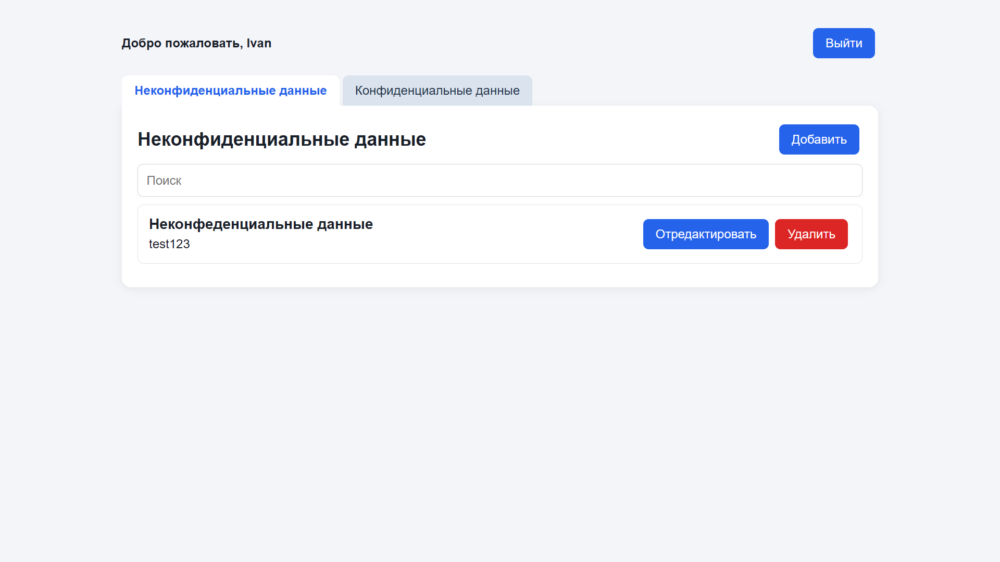 Добро пожаловать, Ivan
Выйти
Неконфиденциальные данные
Конфиденциальные данные
Неконфиденциальные данные
Добавить
Поиск
Неконфеденциальные данные
test123
Отредактировать
Удалить